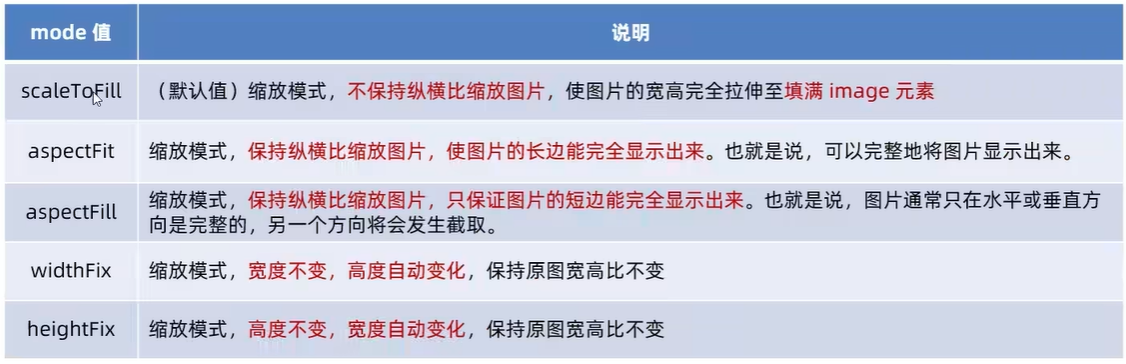 mode 值 说明
scaleToFill （默认值）缩放模式，不保持纵横比缩放图片，使图片的宽高完全拉伸至填满 image 元素
aspectFit 缩放模式，保持纵横比缩放图片，使图片的长边能完全显示出来。也就是说，可以完整地将图片显示出来。
aspectFill 缩放模式，保持纵横比缩放图片，只保证图片的短边能完全显示出来。也就是说，图片通常只在水平或垂直方
向是完整的，另一个方向将会发生截取。
widthFix 缩放模式，宽度不变，高度自动变化，保持原图宽高比不变
heightFix 缩放模式，高度不变，宽度自动变化，保持原图宽高比不变